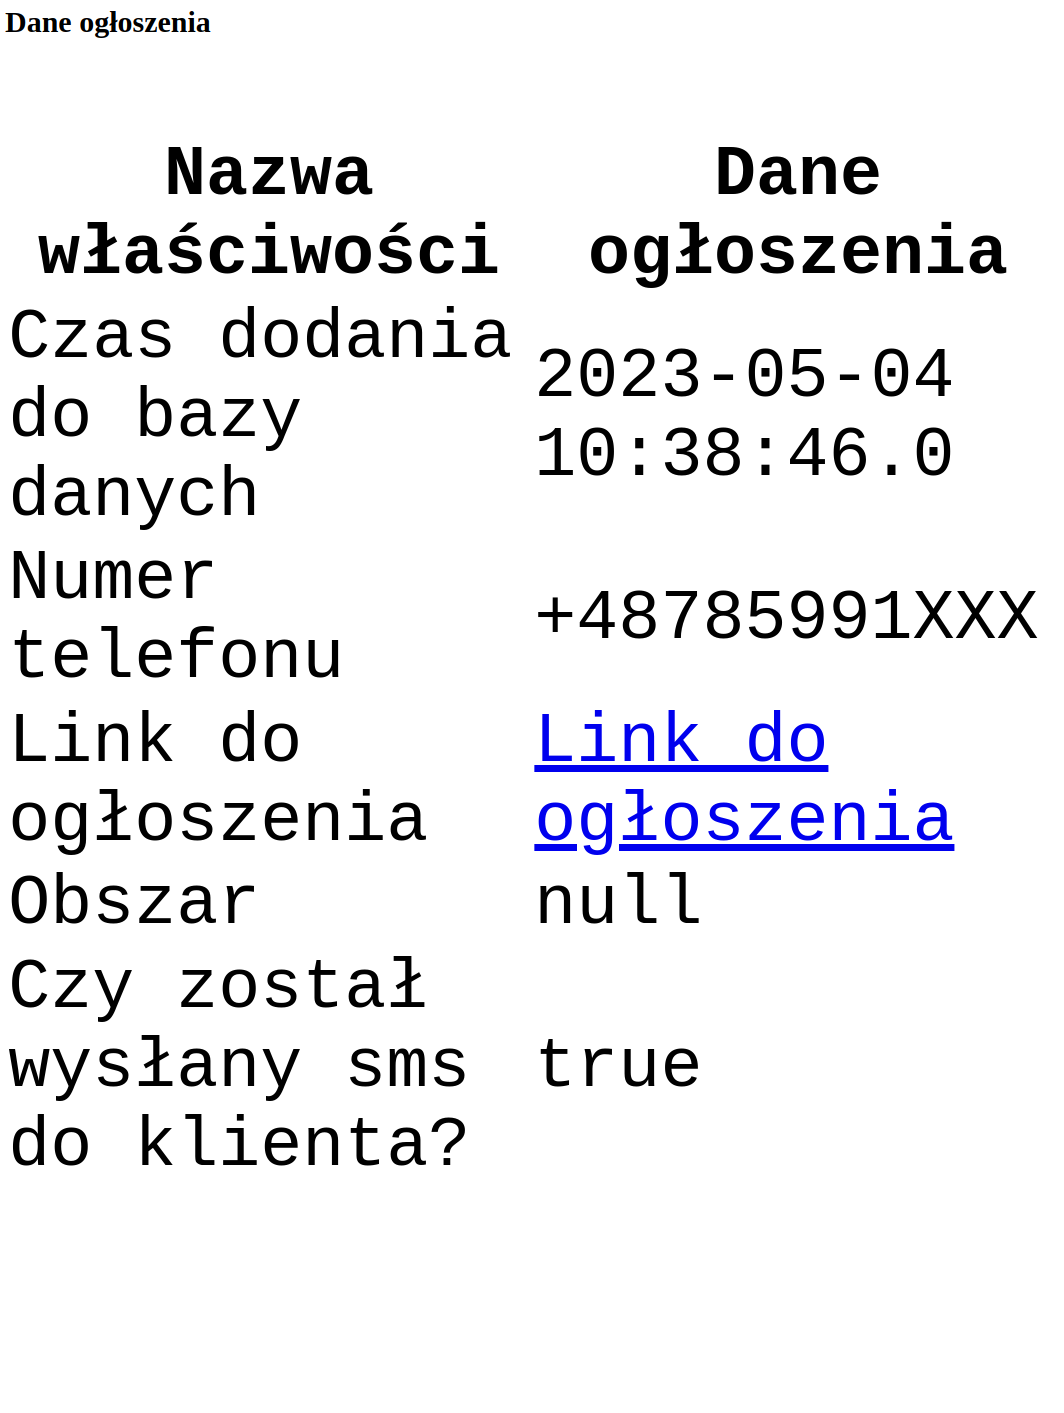 Dane ogłoszenia
Nazwa
właściwości
Dane
ogłoszenia
Czas dodania
do bazy
danych
2023-05-04
10:38:46.0
Numer
telefonu
+48785991XXX
Link do
ogłoszenia
Link do
ogłoszenia
Obszar
null
Czy został
wysłany sms
do klienta?
true